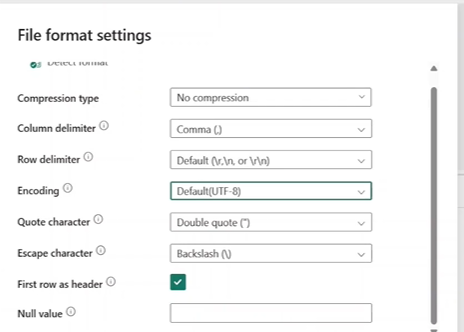 File format settings
Detect format
Compression type
No compression
Column delimiter
Comma (,)
Row delimiter
Default (\r,\n, or \r\n)
Encoding
Default(UTF-8)
Quote character
Double quote (")
Escape character
Backslash (\)
First row as header
Null value